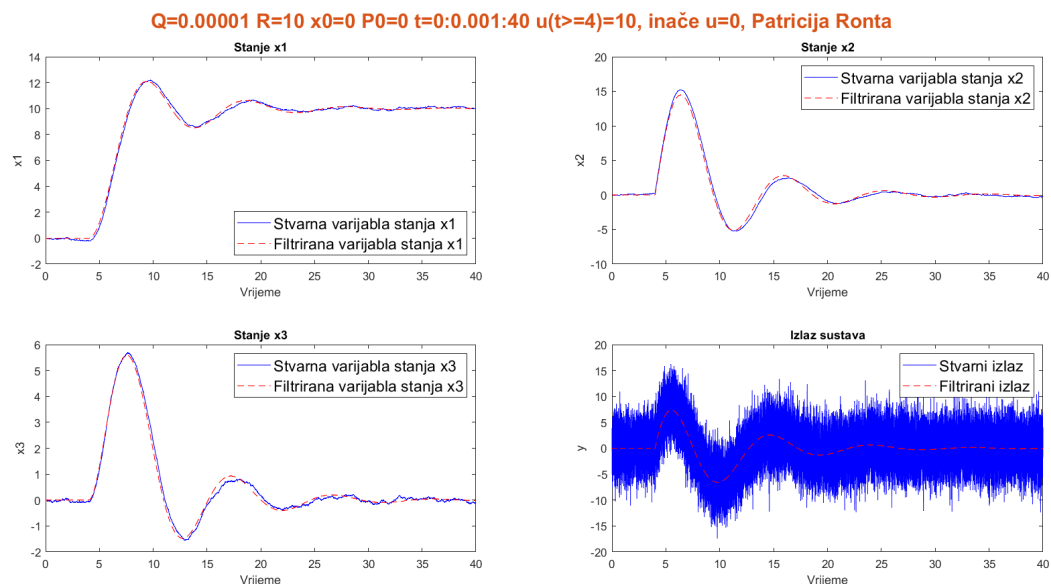 Q=0.00001 R=10 x0=0 P0=0 t=0:0.001:40 u(t>=4)=10, inače u=0, Patricija Ronta
Stanje x1
14
12
10
8
6
4
2
0
-2
x1
Stvarna varijabla stanja x1
Filtrirana varijabla stanja x1
0 5 10 15 20 25 30 35 40
Vrijeme
Stanje x2
20
15
10
5
0
-5
-10
x2
Stvarna varijabla stanja x2
Filtrirana varijabla stanja x2
0 5 10 15 20 25 30 35 40
Vrijeme
Stanje x3
6
5
4
3
2
1
0
-1
-2
x3
Stvarna varijabla stanja x3
Filtrirana varijabla stanja x3
0 5 10 15 20 25 30 35 40
Vrijeme
Izlaz sustava
20
15
10
5
0
-5
-10
-15
-20
y
Stvarni izlaz
Filtrirani izlaz
0 5 10 15 20 25 30 35 40
Vrijeme